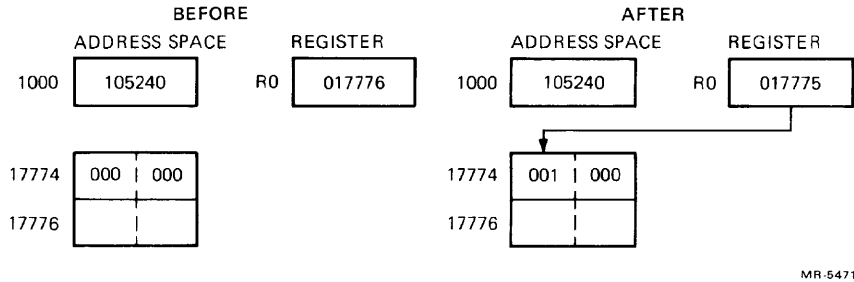 BEFORE AFTER
ADDRESS SPACE REGISTER ADDRESS SPACE REGISTER
1000 105240 R0 017776 1000 105240 R0 017775
17774 000 000 17774 001 000
17776 17776
MR-5471